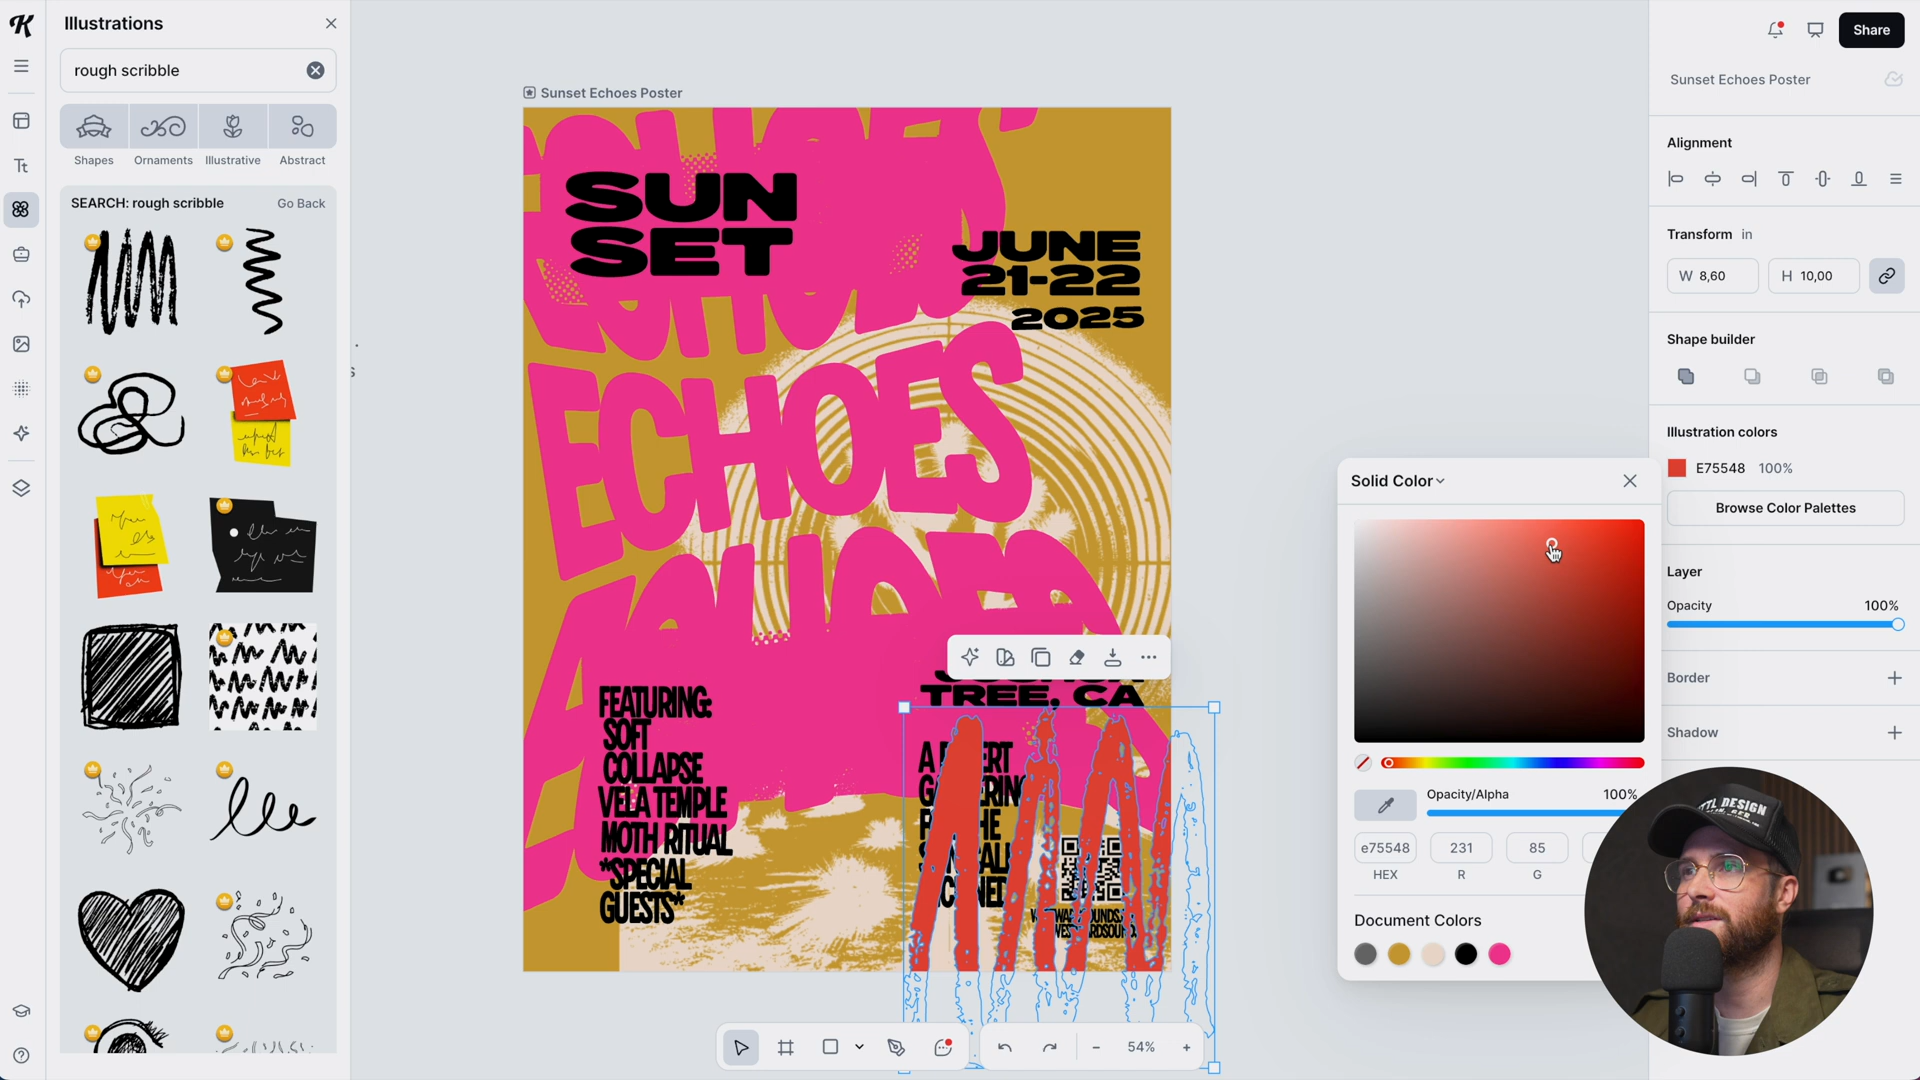 Illustrations
rough scribble
Shapes
Ornaments
Illustrative
Abstract
SEARCH: rough scribble
Go Back
Sunset Echoes Poster
SUN
SET
JUNE
21-22
2025
ECHOES
TREE, CA
FEATURING:
SOFT
COLLAPSE
VELA TEMPLE
MOTH RITUAL
*SPECIAL
GUESTS*
54%
Solid Color
Opacity/Alpha
100%
e75548
231
85
HEX
R
G
Document Colors
Share
Sunset Echoes Poster
Alignment
Transform in
W 8,60
H 10,00
Shape builder
Illustration colors
E75548 100%
Browse Color Palettes
Layer
Opacity
100%
Border
Shadow
DESIGN